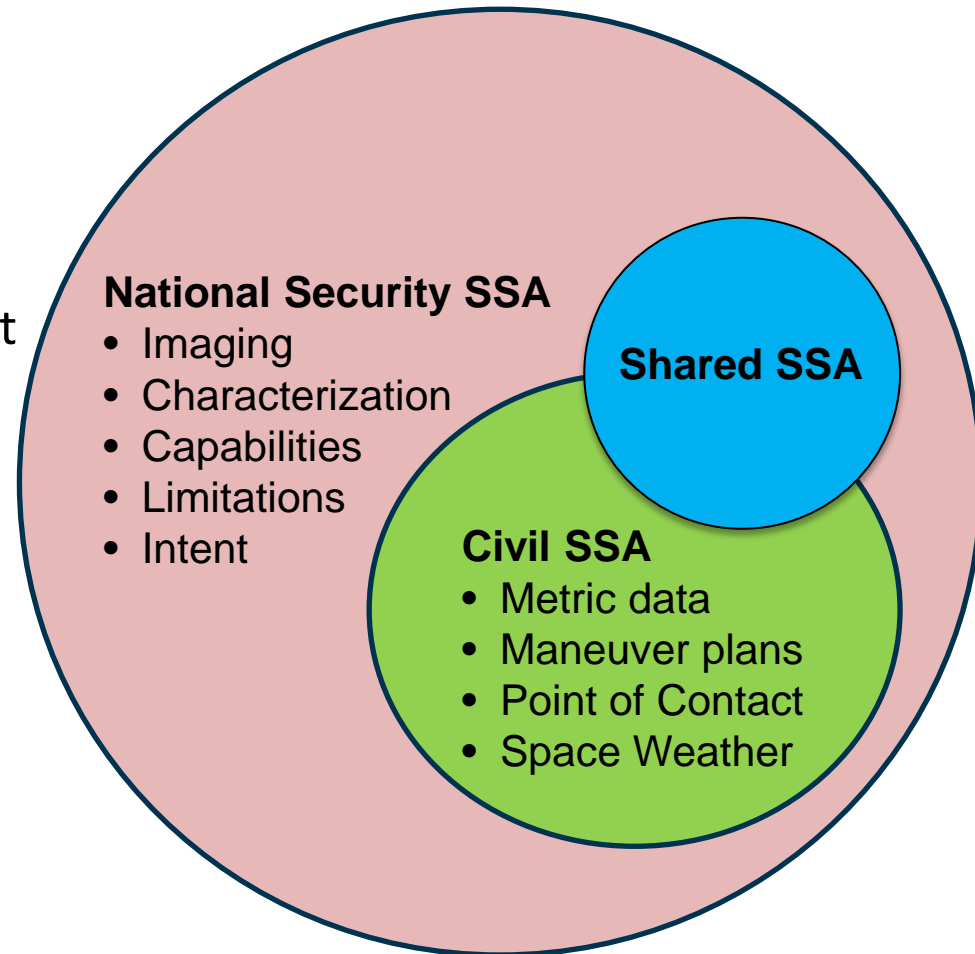 National Security SSA
• Imaging
• Characterization
• Capabilities
• Limitations
• Intent
t
Shared SSA
Civil SSA
• Metric data
• Maneuver plans
• Point of Contact
• Space Weather